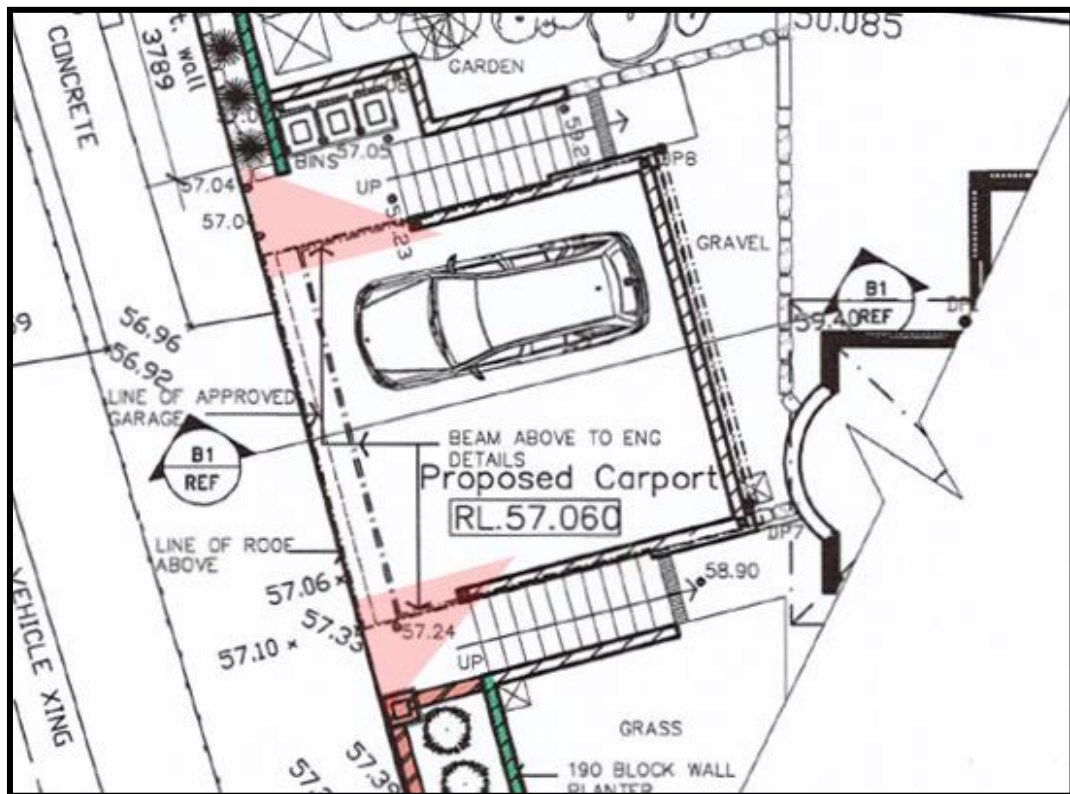 50.085
CONCRETE
wall
3789
GARDEN
BINS
57.05
57.04
UP
59.21
DP8
57.23
GRAVEL
B1
REF
59.40
56.96
56.92
LINE OF APPROVED
GARAGE
B1
REF
BEAM ABOVE TO ENG
DETAILS
Proposed Carport
RL.57.060
LINE OF ROOF
ABOVE
DP7
58.90
57.06 ×
57.33
57.24
57.10 ×
UP
VEHICLE XING
GRASS
57.39
190 BLOCK WALL
PLANTER